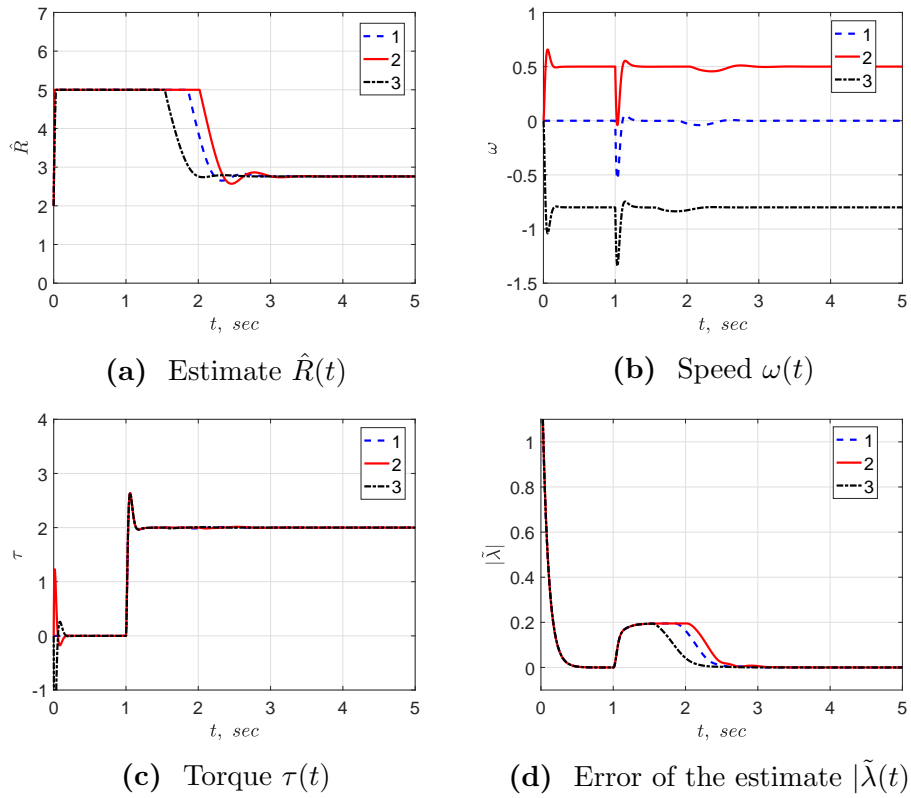 7
6
5
4
3
2
1
0
R̂
0 1 2 3 4 5
t, sec
1
2
3
(a) Estimate R̂(t)
1
0.5
0
-0.5
-1
-1.5
ω
0 1 2 3 4 5
t, sec
1
2
3
(b) Speed ω(t)
4
3
2
1
0
-1
τ
0 1 2 3 4 5
t, sec
1
2
3
(c) Torque τ(t)
1
0.8
0.6
0.4
0.2
0
|λ̃|
0 1 2 3 4 5
t, sec
1
2
3
(d) Error of the estimate |λ̃(t)